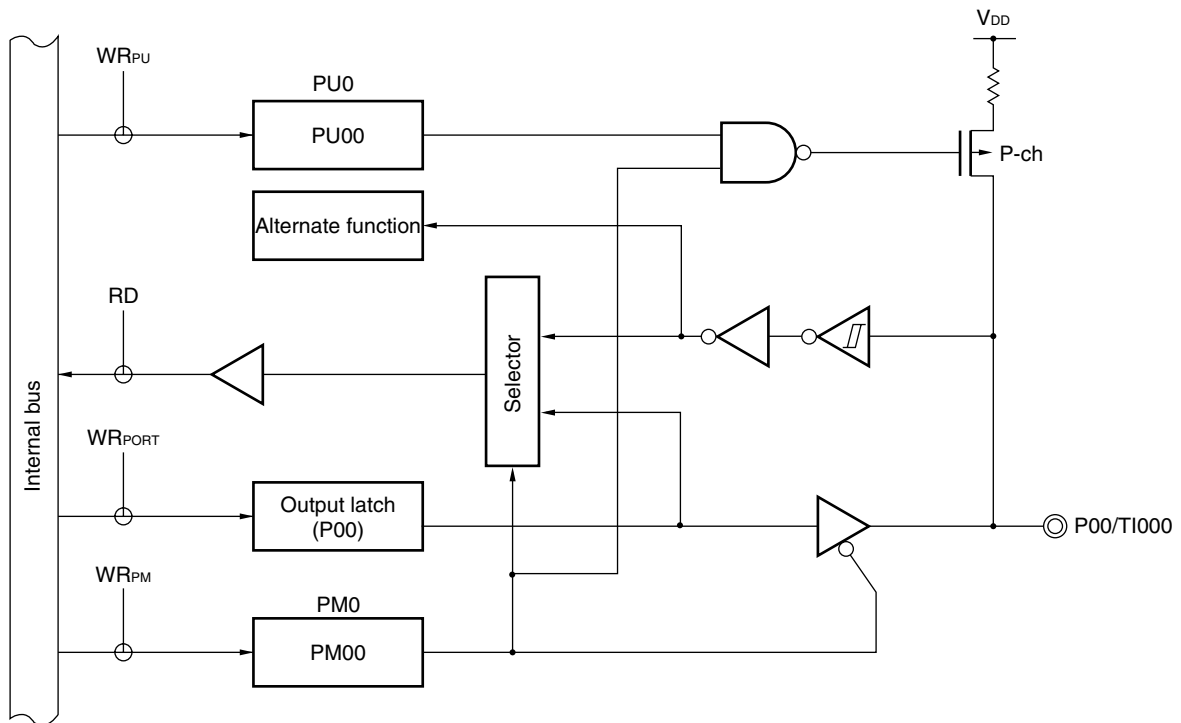 VDD
WRPU
PU0
PU00
P-ch
Alternate function
RD
Selector
Internal bus
WRPORT
Output latch
(P00)
P00/TI000
WRPM
PM0
PM00